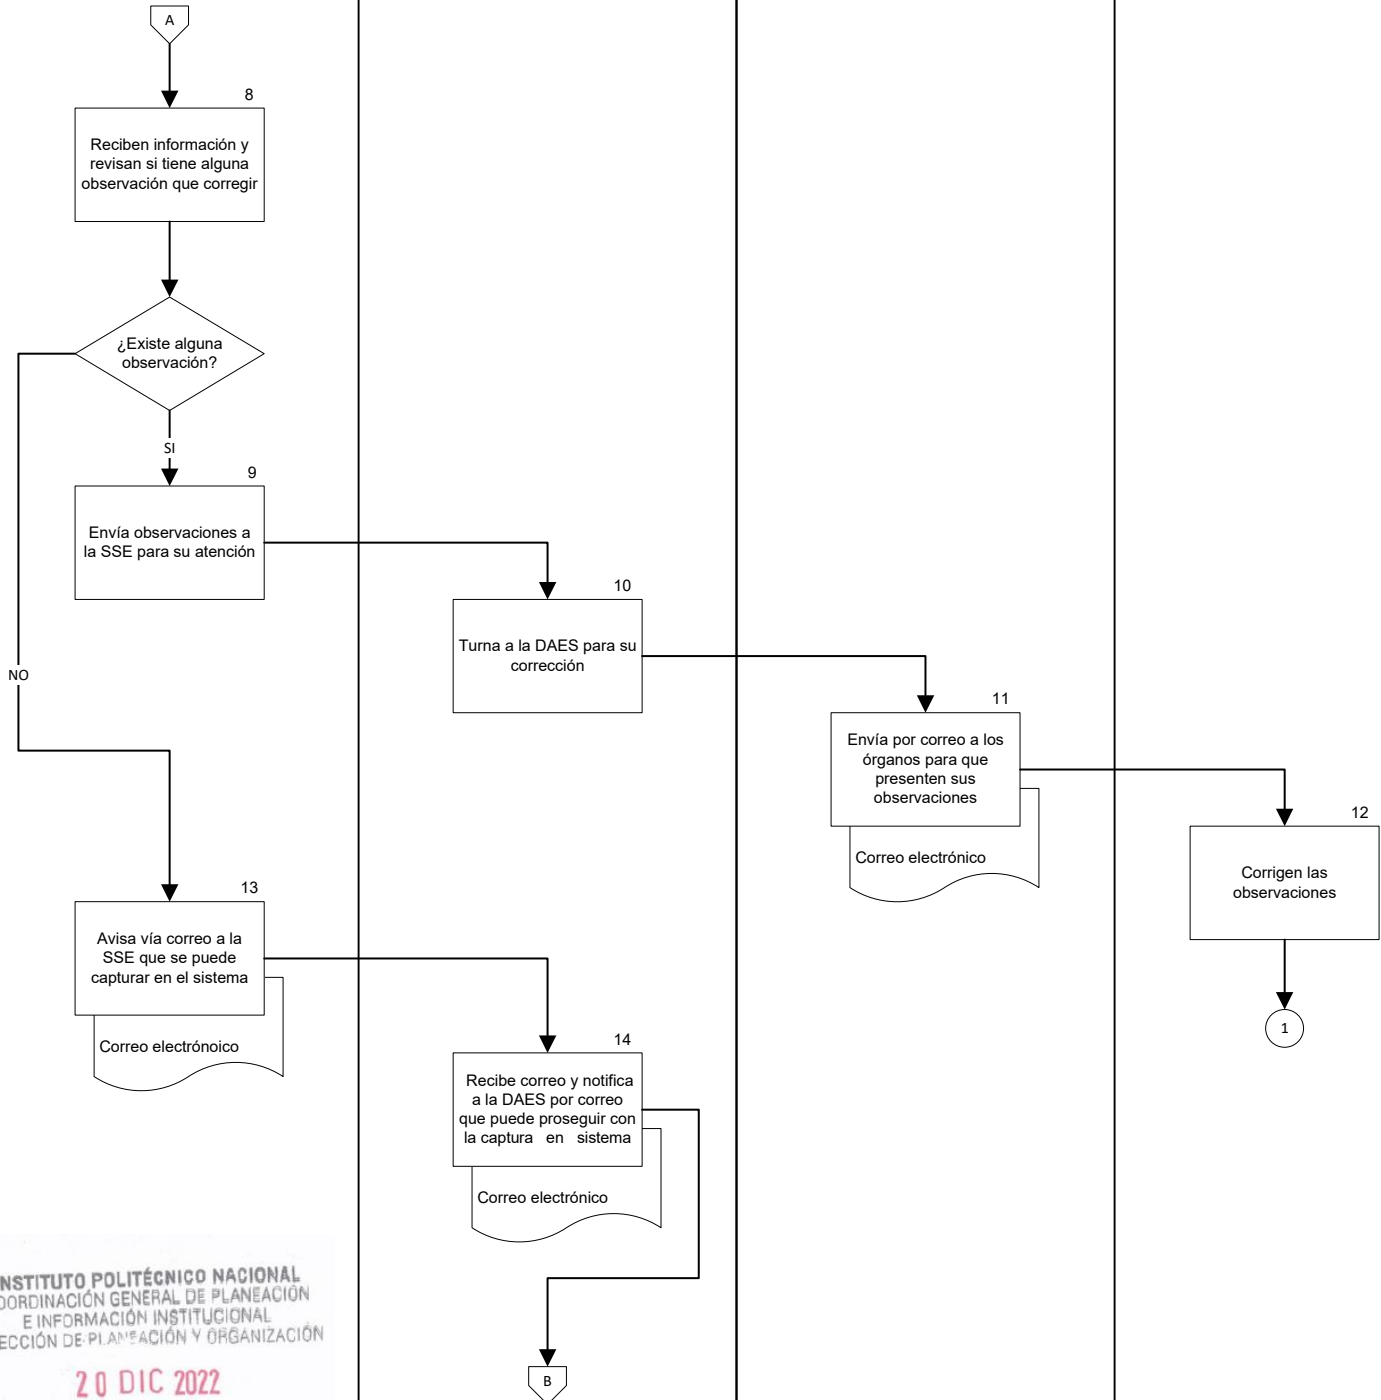 A
8
Reciben información y
revisan si tiene alguna
observación que corregir
¿Existe alguna
observación?
SI
9
Envía observaciones a
la SSE para su atención
10
Turna a la DAES para su
corrección
NO
11
Envía por correo a los
órganos para que
presenten sus
observaciones
Correo electrónico
12
Corrigen las
observaciones
1
13
Avisa vía correo a la
SSE que se puede
capturar en el sistema
Correo electrónoico
14
Recibe correo y notifica
a la DAES por correo
que puede proseguir con
la captura en sistema
Correo electrónico
B
NSTITUTO POLITÉCNICO NACIONAL
OORDINACIÓN GENERAL DE PLANEACIÓN
E INFORMACIÓN INSTITUCIONAL
ECCIÓN DE PLANEACIÓN Y ORGANIZACIÓN
20 DIC 2022